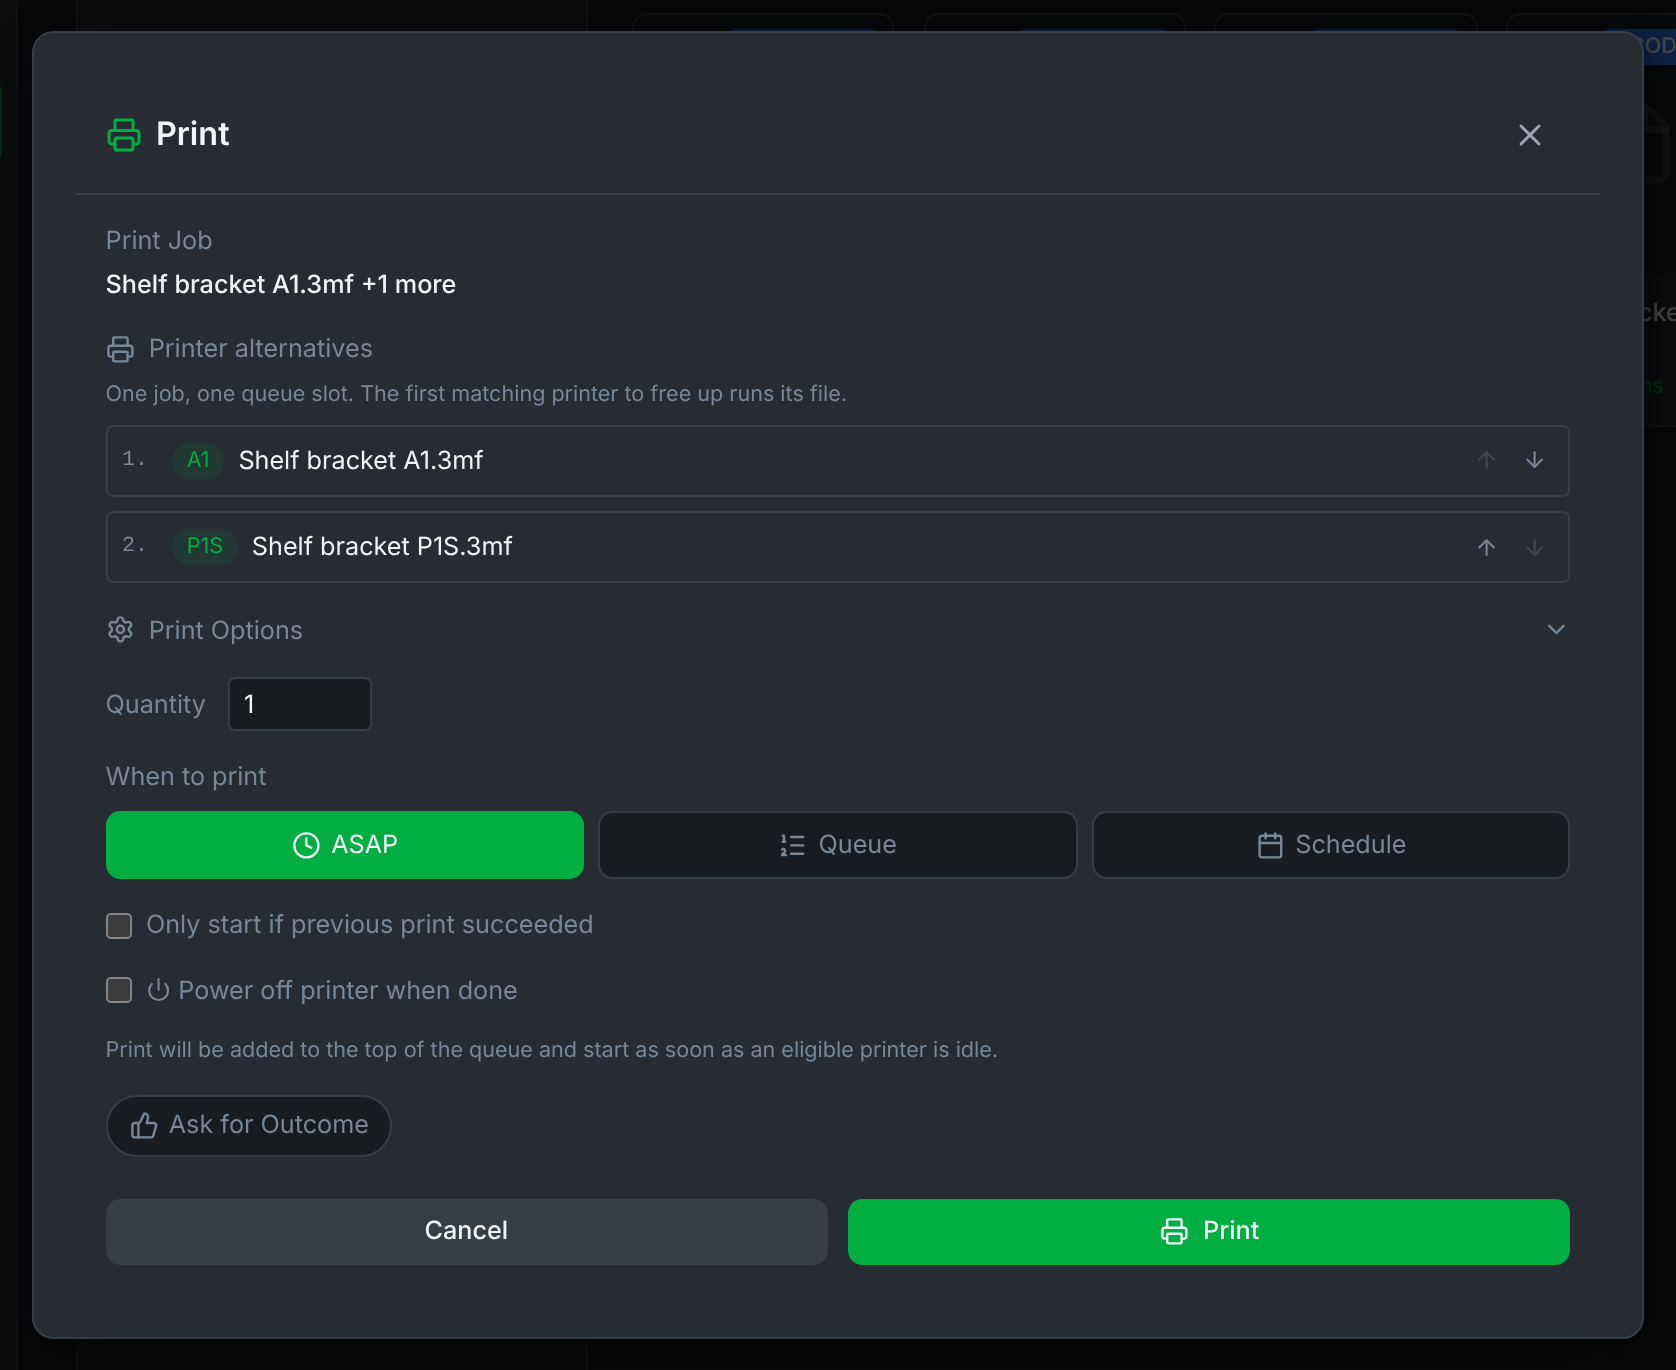 OD
Print
Print Job
Shelf bracket A1.3mf +1 more
cke
Printer alternatives
One job, one queue slot. The first matching printer to free up runs its file.
ns
1. A1 Shelf bracket A1.3mf
2. P1S Shelf bracket P1S.3mf
Print Options
Quantity 1
When to print
ASAP
Queue
Schedule
Only start if previous print succeeded
Power off printer when done
Print will be added to the top of the queue and start as soon as an eligible printer is idle.
Ask for Outcome
Cancel
Print